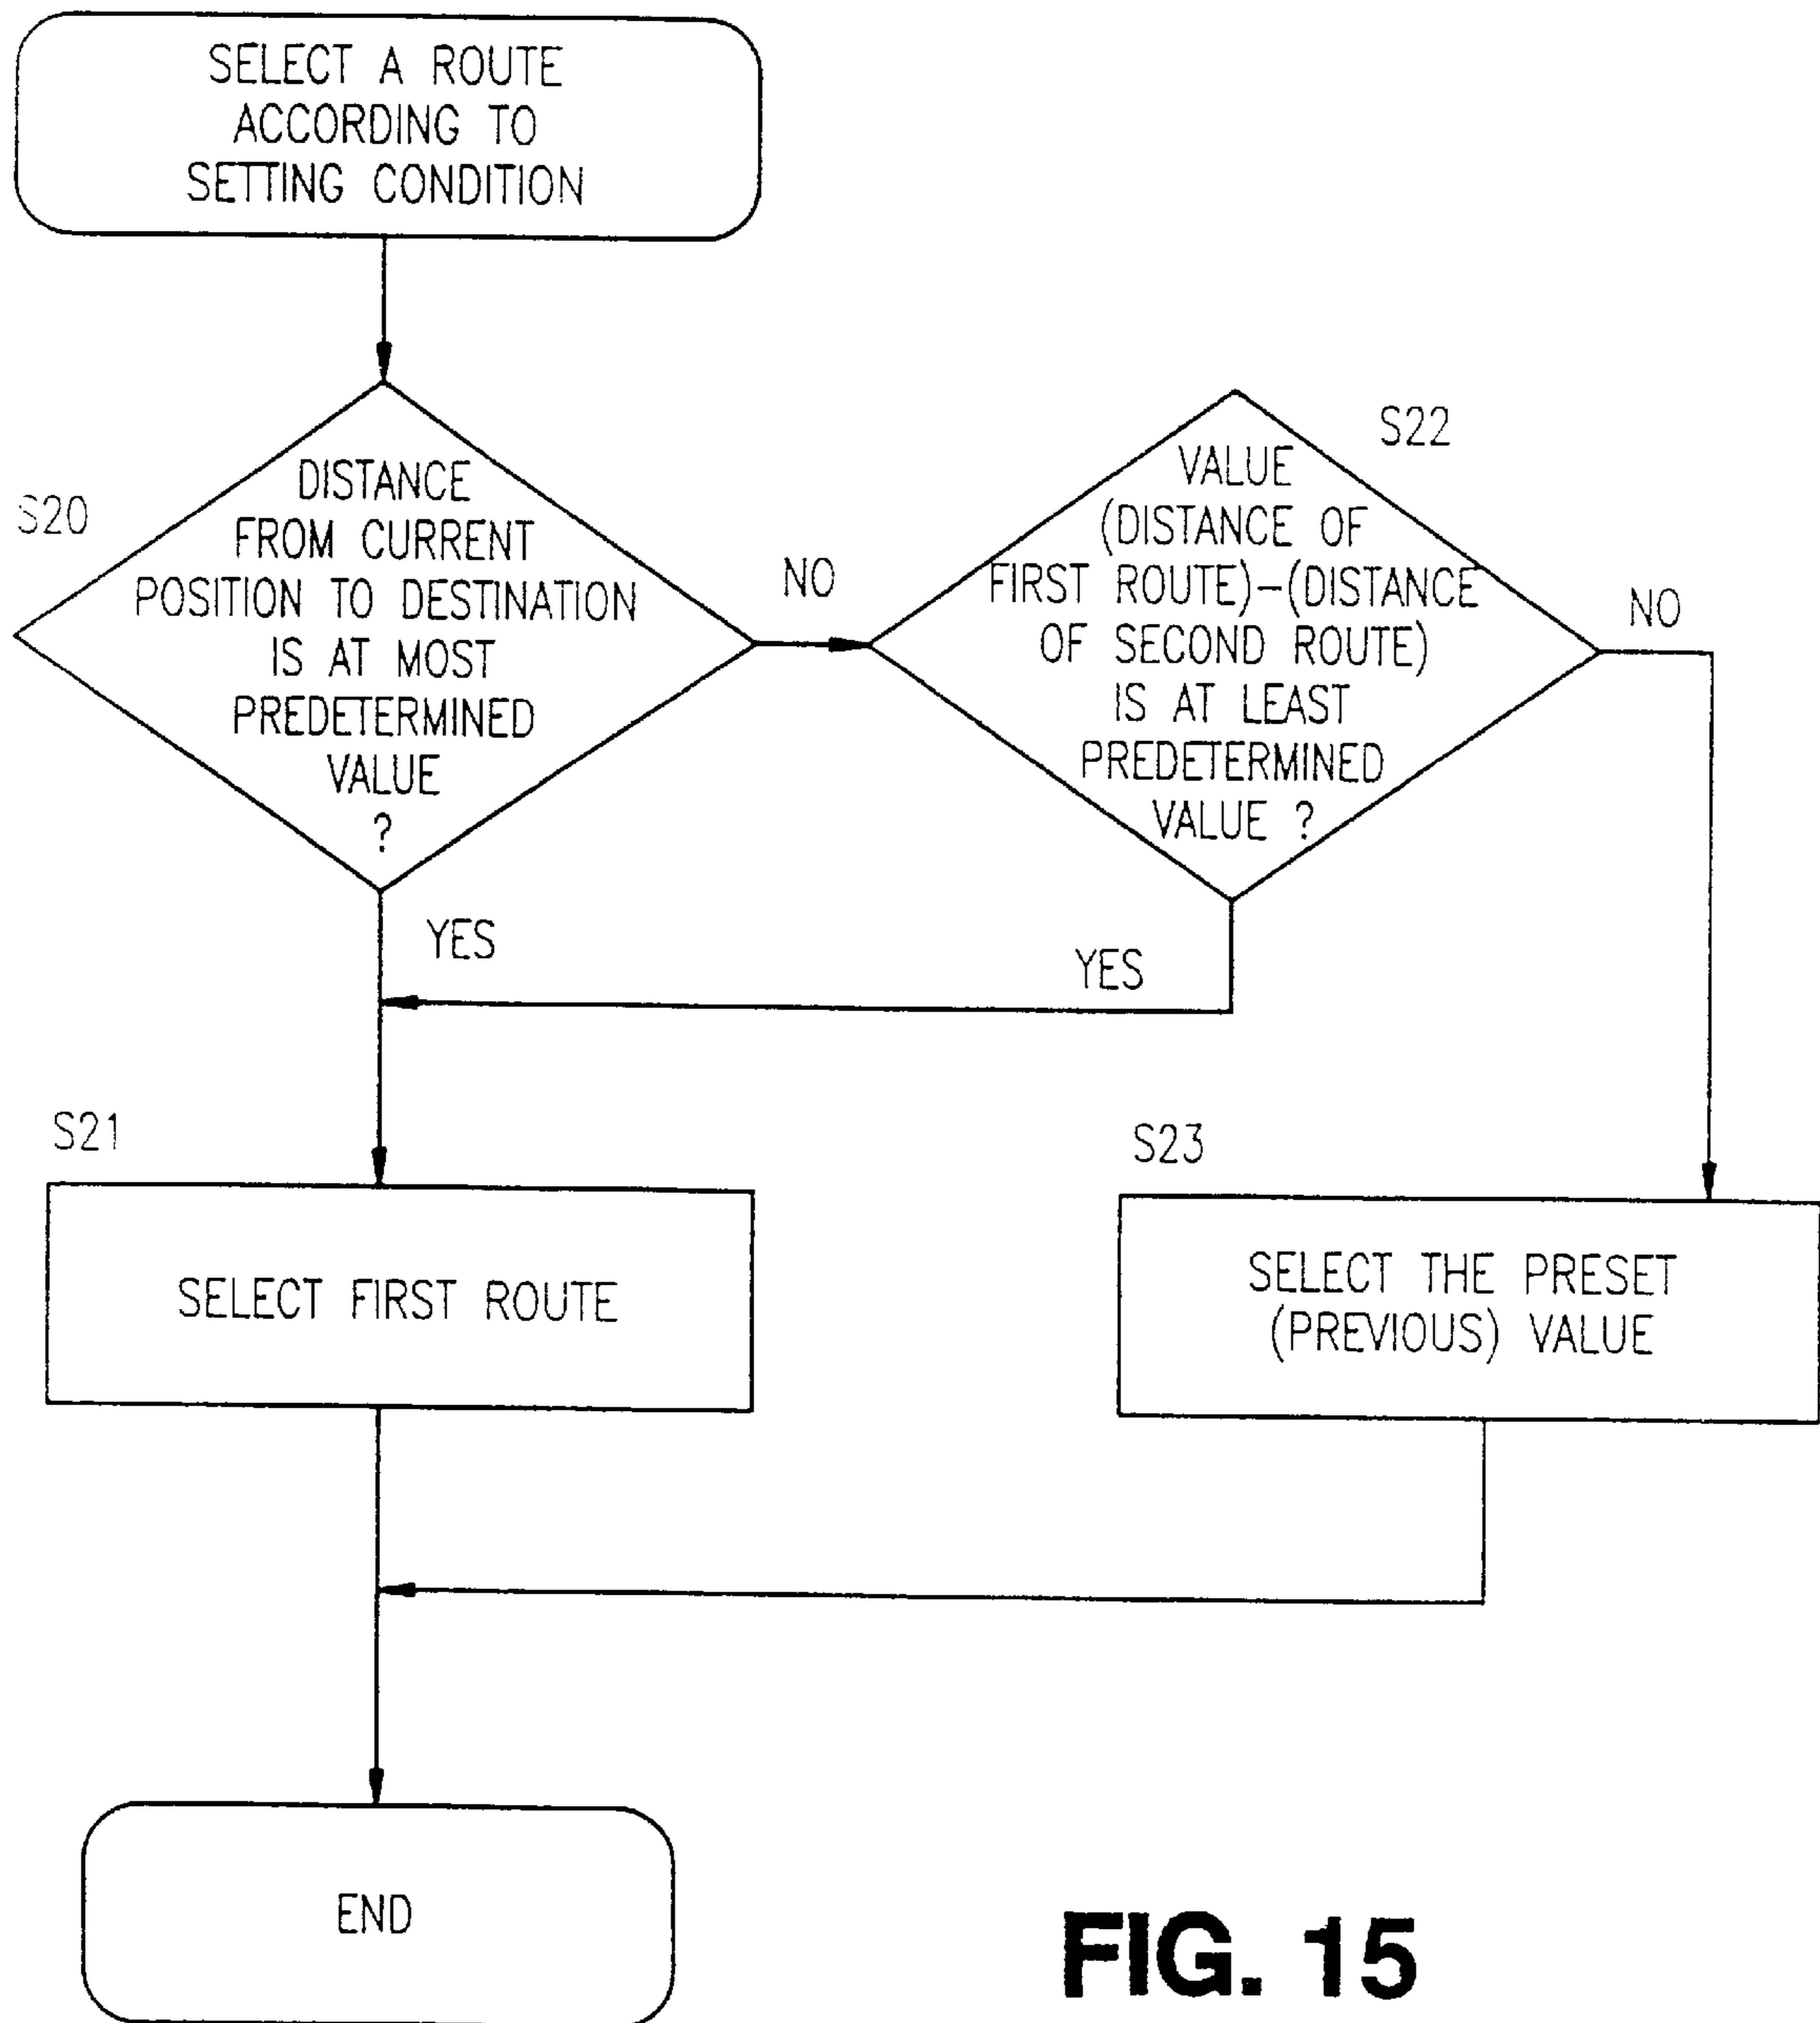 SELECT A ROUTE
ACCORDING TO
SETTING CONDITION
S20
DISTANCE
FROM CURRENT
POSITION TO DESTINATION
IS AT MOST
PREDETERMINED
VALUE
?
NO
S22
VALUE
(DISTANCE OF
FIRST ROUTE)-(DISTANCE
OF SECOND ROUTE)
IS AT LEAST
PREDETERMINED
VALUE ?
NO
YES
YES
S21
SELECT FIRST ROUTE
S23
SELECT THE PRESET
(PREVIOUS) VALUE
END
FIG. 15